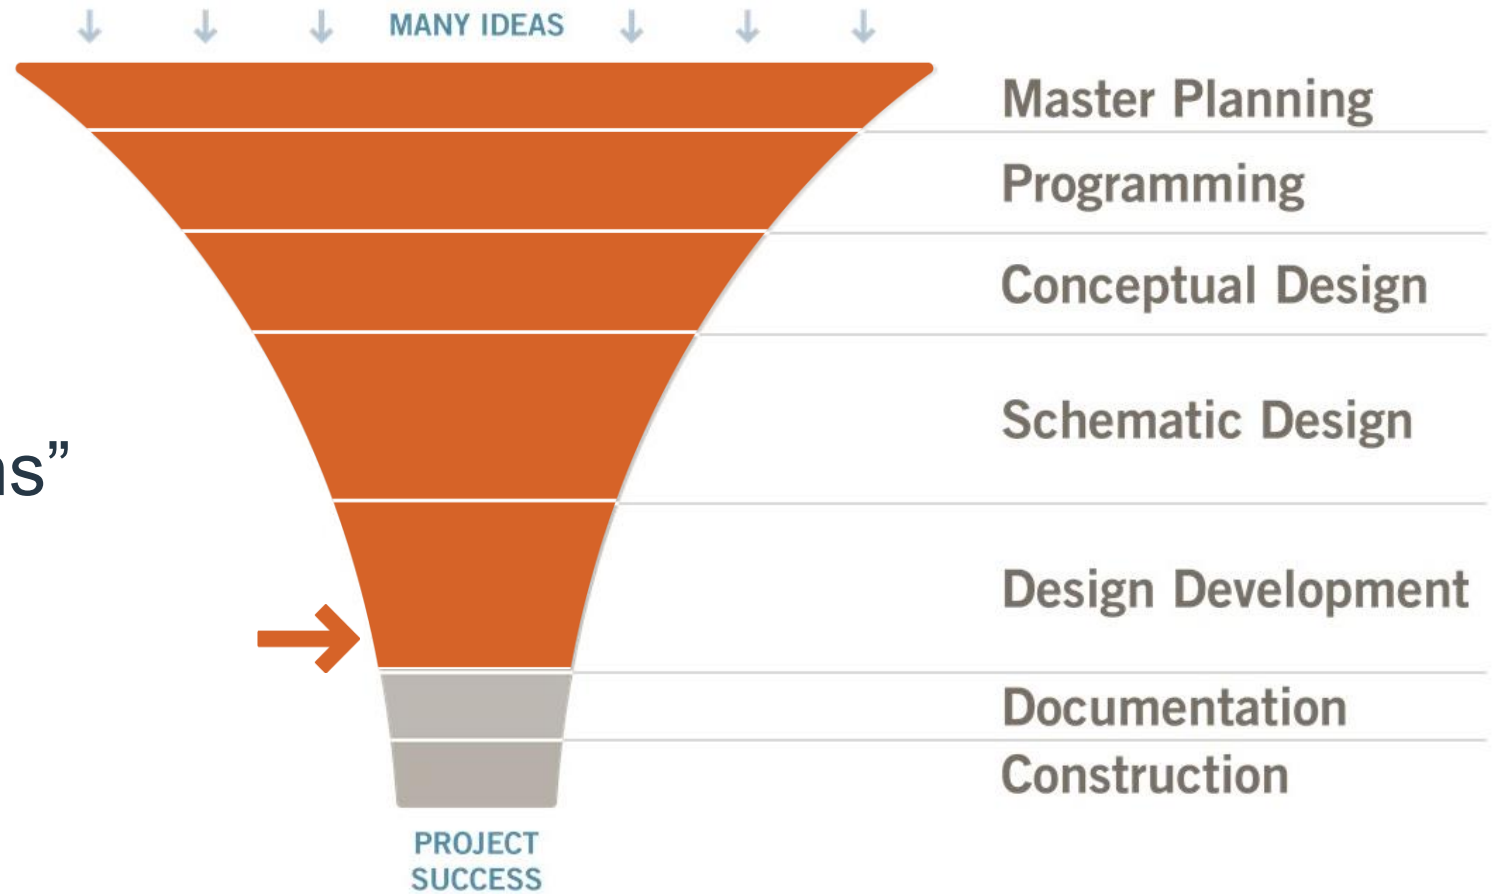 MANY IDEAS
Master Planning
Programming
Conceptual Design
Schematic Design
Design Development
Documentation
Construction
PROJECT
SUCCESS